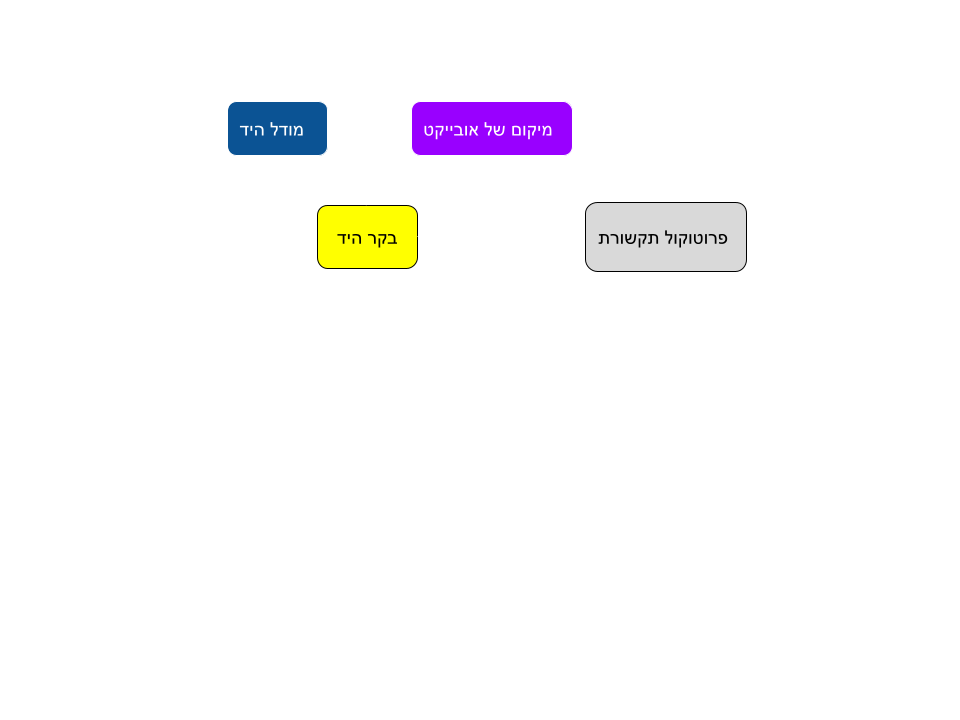 מודל היד
מיקום של אובייקט
בקר היד
פרוטוקול תקשורת